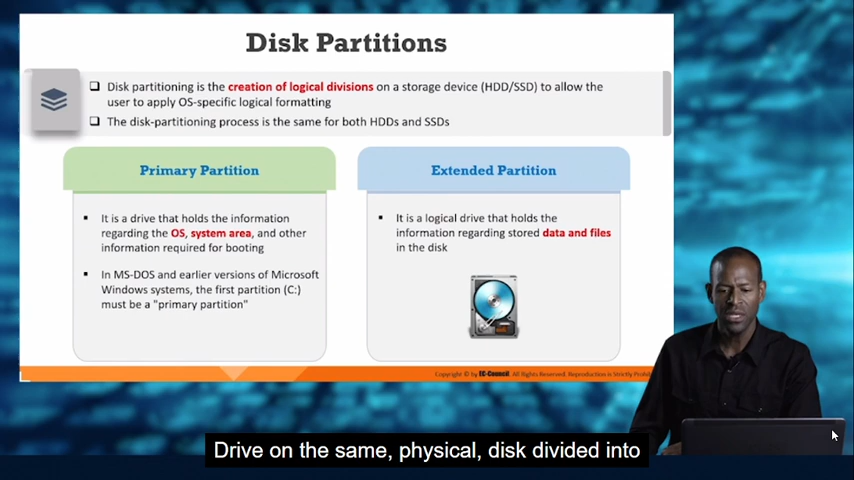 Disk Partitions
Disk partitioning is the creation of logical divisions on a storage device (HDD/SSD) to allow the
user to apply OS-specific logical formatting
The disk-partitioning process is the same for both HDDs and SSDs
Primary Partition
It is a drive that holds the information
regarding the OS, system area, and other
information required for booting
In MS-DOS and earlier versions of Microsoft
Windows systems, the first partition (C:)
must be a "primary partition"
Extended Partition
It is a logical drive that holds the
information regarding stored data and files
in the disk
Copyright © by EC-Council. All Rights Reserved. Reproduction is Strictly
Drive on the same, physical, disk divided into